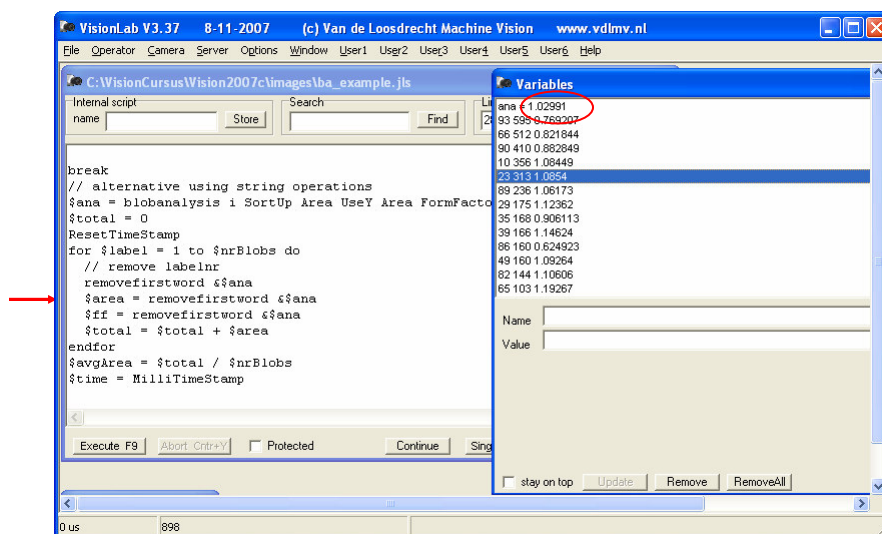 VisionLab V3.37 8-11-2007 (c) Van de Loosdrecht Machine Vision www.vdlmv.nl
File Operator Camera Server Options Window User1 User2 User3 User4 User5 User6 Help
C:\VisionCursus\Vision2007c\images\ba_example.jls
Internal script
name
Store
Search
Find
break
// alternative using string operations
$ana = blobanalysis i SortUp Area UseY Area FormFacto
$total = 0
ResetTimeStamp
for $label = 1 to $nrBlobs do
// remove labelnr
removefirstword &$ana
$area = removefirstword &$ana
$ff = removefirstword &$ana
$total = $total + $area
endfor
$avgArea = $total / $nrBlobs
$time = MilliTimeStamp
Execute F9
Abort Cntr+Y
Protected
Continue
Sing
Variables
ana = 1.02991
93 595 0.769207
66 512 0.821844
90 410 0.882849
10 356 1.08449
23 313 1.0854
89 236 1.06173
29 175 1.12362
35 168 0.906113
39 166 1.14624
86 160 0.624923
49 160 1.09264
82 144 1.10606
65 103 1.19267
Name
Value
stay on top
Update
Remove
RemoveAll
0 us
898